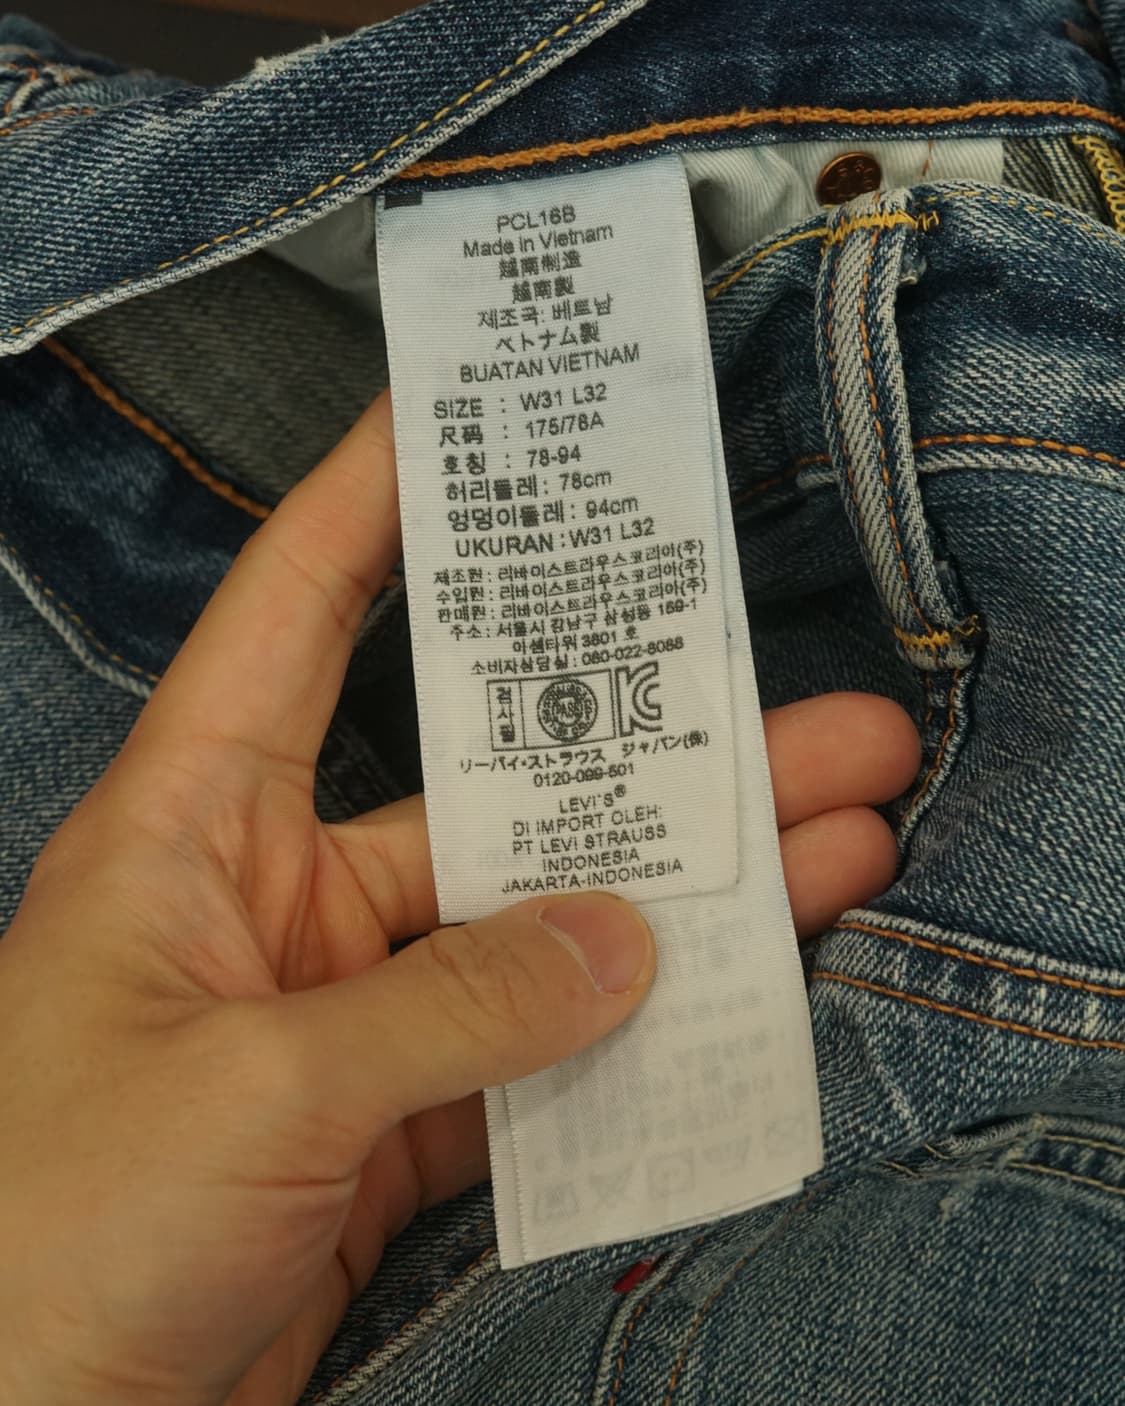 PCL16B
Made in Vietnam
越南制造
越南製
제조국: 베트남
ベトナム製
BUATAN VIETNAM
SIZE : W31 L32
尺码 : 175/78A
호칭 : 78-94
허리둘레: 78cm
엉덩이둘레: 94cm
UKURAN : W31 L32
제조원 : 리바이스트라우스코리아(주)
수입원 : 리바이스트라우스코리아(주)
판매원 : 리바이스트라우스코리아(주)
주소 : 서울시 강남구 삼성동 159-1
아셈타워 3801 호
소비자상담실 : 080-022-8088
검사필
KC
リーバイ・ストラウス ジャパン(株)
0120-099-501
LEVI'S®
DI IMPORT OLEH:
PT LEVI STRAUSS
INDONESIA
JAKARTA-INDONESIA